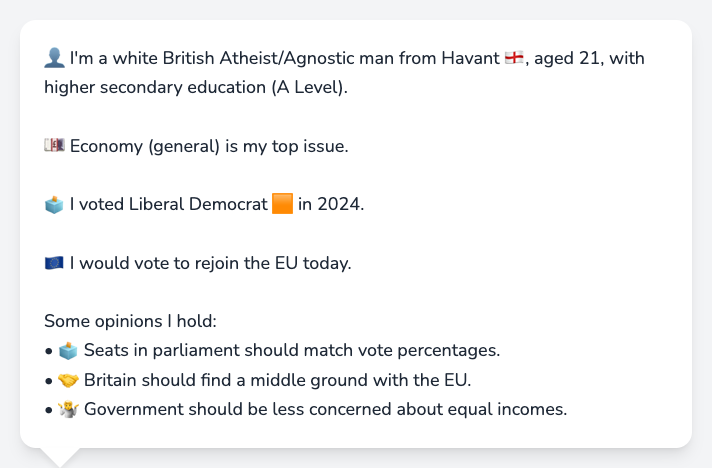 👤 I'm a white British Atheist/Agnostic man from Havant 🏴󠁧󠁢󠁥󠁮󠁧󠁿, aged 21, with
higher secondary education (A Level).
💷 Economy (general) is my top issue.
🗳️ I voted Liberal Democrat 🟧 in 2024.
🇪🇺 I would vote to rejoin the EU today.
Some opinions I hold:
• 🗳️ Seats in parliament should match vote percentages.
• 🤝 Britain should find a middle ground with the EU.
• 🤷 Government should be less concerned about equal incomes.